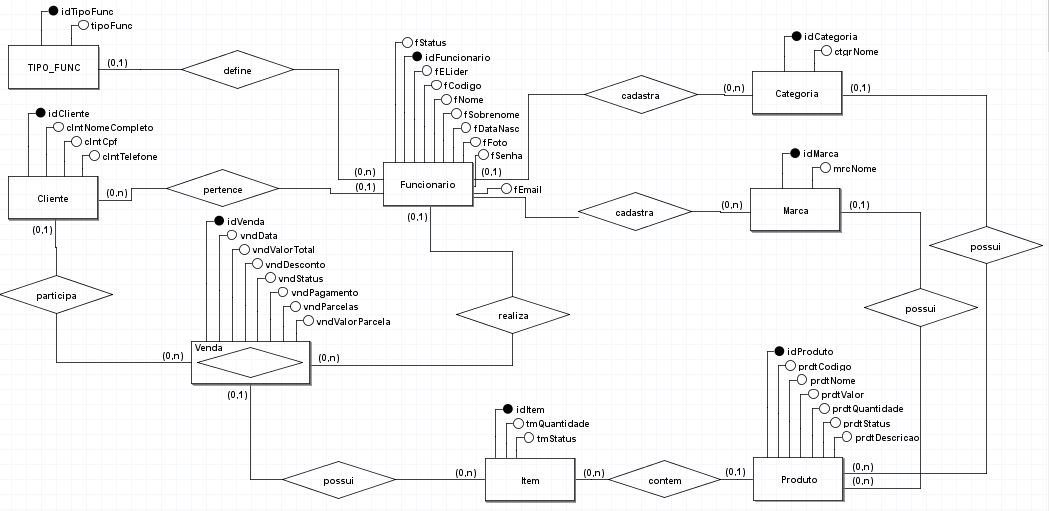 idTipoFunc
tipoFunc
TIPO_FUNC
(0,1)
define
(0,n)
idCliente
clntNomeCompleto
clntCpf
clntTelefone
Cliente
(0,n)
pertence
(0,1)
(0,1)
fStatus
idFuncionario
fELider
fCodigo
fNome
fSobrenome
fDataNasc
fFoto
fSenha
(0,1)
Funcionario
fEmail
(0,1)
cadastra
(0,n)
idCategoria
ctgrNome
Categoria
(0,1)
cadastra
(0,n)
idMarca
mrcNome
Marca
(0,1)
possui
possui
participa
(0,n)
idVenda
vndData
vndValorTotal
vndDesconto
vndStatus
vndPagamento
vndParcelas
vndValorParcela
Venda
(0,n)
(0,1)
realiza
possui
(0,n)
idItem
tmQuantidade
tmStatus
Item
(0,n)
contem
(0,1)
idProduto
prdtCodigo
prdtNome
prdtValor
prdtQuantidade
prdtStatus
prdtDescricao
Produto
(0,n)
(0,n)